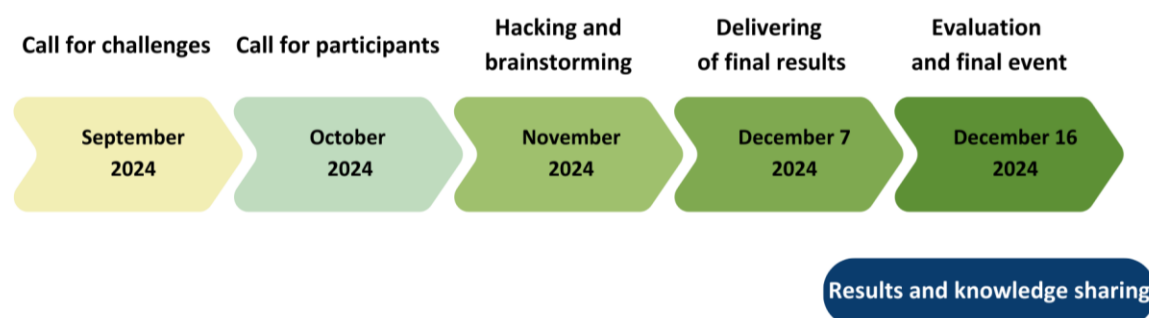 Call for challenges
Call for participants
Hacking and
brainstorming
Delivering
of final results
Evaluation
and final event
September
2024
October
2024
November
2024
December 7
2024
December 16
2024
Results and knowledge sharing